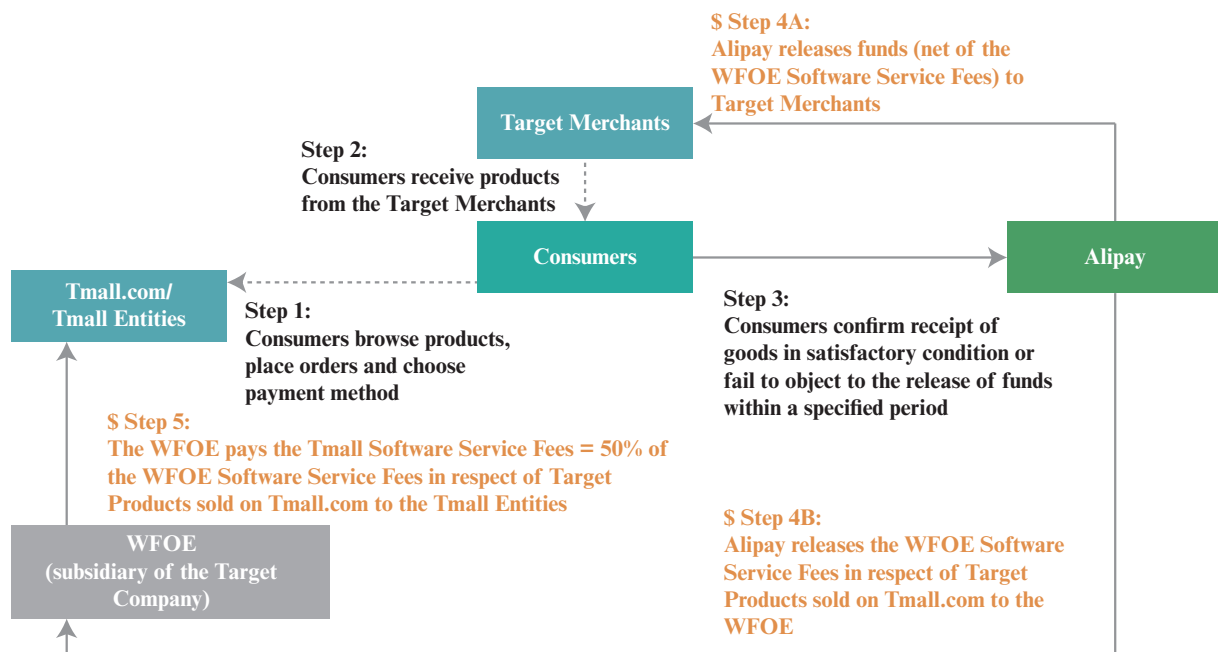 $ Step 4A:
Alipay releases funds (net of the
WFOE Software Service Fees) to
Target Merchants
Target Merchants
Step 2:
Consumers receive products
from the Target Merchants
Consumers
Alipay
Tmall.com/
Tmall Entities
Step 1:
Consumers browse products,
place orders and choose
payment method
Step 3:
Consumers confirm receipt of
goods in satisfactory condition or
fail to object to the release of funds
within a specified period
$ Step 5:
The WFOE pays the Tmall Software Service Fees = 50% of
the WFOE Software Service Fees in respect of Target
Products sold on Tmall.com to the Tmall Entities
WFOE
(subsidiary of the Target
Company)
$ Step 4B:
Alipay releases the WFOE Software
Service Fees in respect of Target
Products sold on Tmall.com to the
WFOE